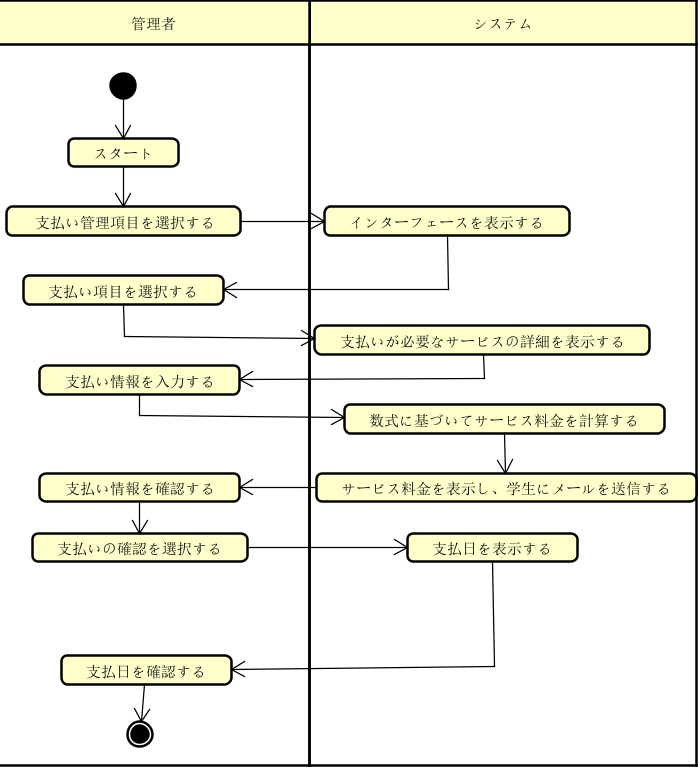 管理者
システム
スタート
支払い管理項目を選択する
インターフェースを表示する
支払い項目を選択する
支払いが必要なサービスの詳細を表示する
支払い情報を入力する
数式に基づいてサービス料金を計算する
支払い情報を確認する
サービス料金を表示し、学生にメールを送信する
支払いの確認を選択する
支払日を表示する
支払日を確認する